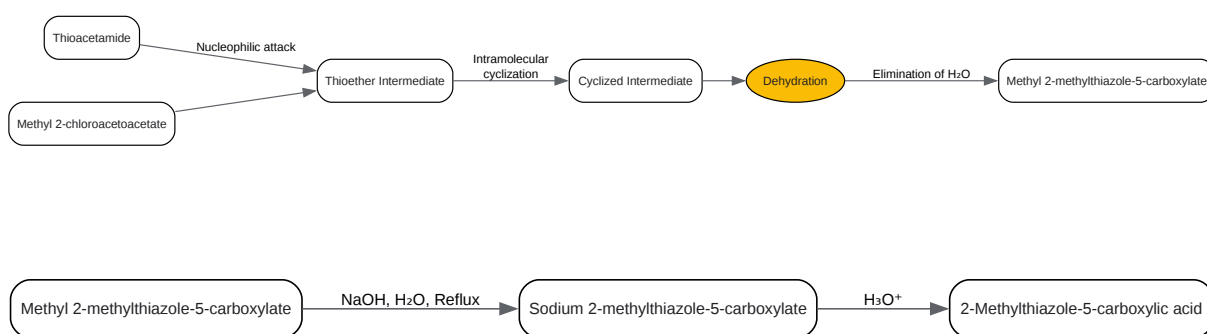 Thioacetamide
Nucleophilic attack
Methyl 2-chloroacetoacetate
Thioether Intermediate
Intramolecular
cyclization
Cyclized Intermediate
Dehydration
Elimination of H₂O
Methyl 2-methylthiazole-5-carboxylate
Methyl 2-methylthiazole-5-carboxylate
NaOH, H₂O, Reflux
Sodium 2-methylthiazole-5-carboxylate
H₃O⁺
2-Methylthiazole-5-carboxylic acid